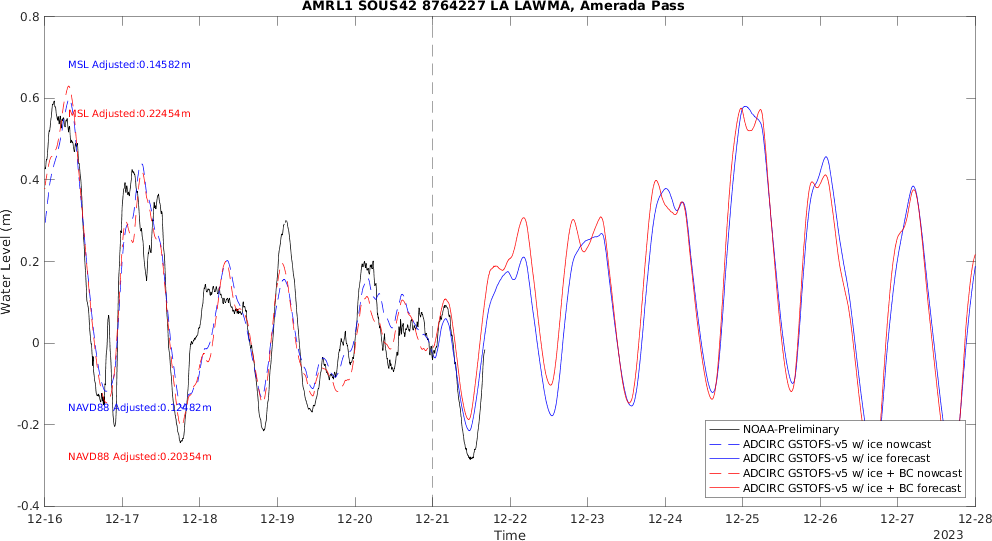 AMRL1 SOUS42 8764227 LA LAWMA, Amerada Pass
0.8
MSL Adjusted:0.14582m
0.6
MSL Adjusted:0.22454m
0.4
0.2
Water Level (m)
0
NAVD88 Adjusted:0.12482m
-0.2
NAVD88 Adjusted:0.20354m
NOAA-Preliminary
ADCIRC GSTOFS-v5 w/ ice nowcast
ADCIRC GSTOFS-v5 w/ ice forecast
ADCIRC GSTOFS-v5 w/ ice + BC nowcast
ADCIRC GSTOFS-v5 w/ ice + BC forecast
-0.4
12-16 12-17 12-18 12-19 12-20 12-21 12-22 12-23 12-24 12-25 12-26 12-27 12-28
Time
2023